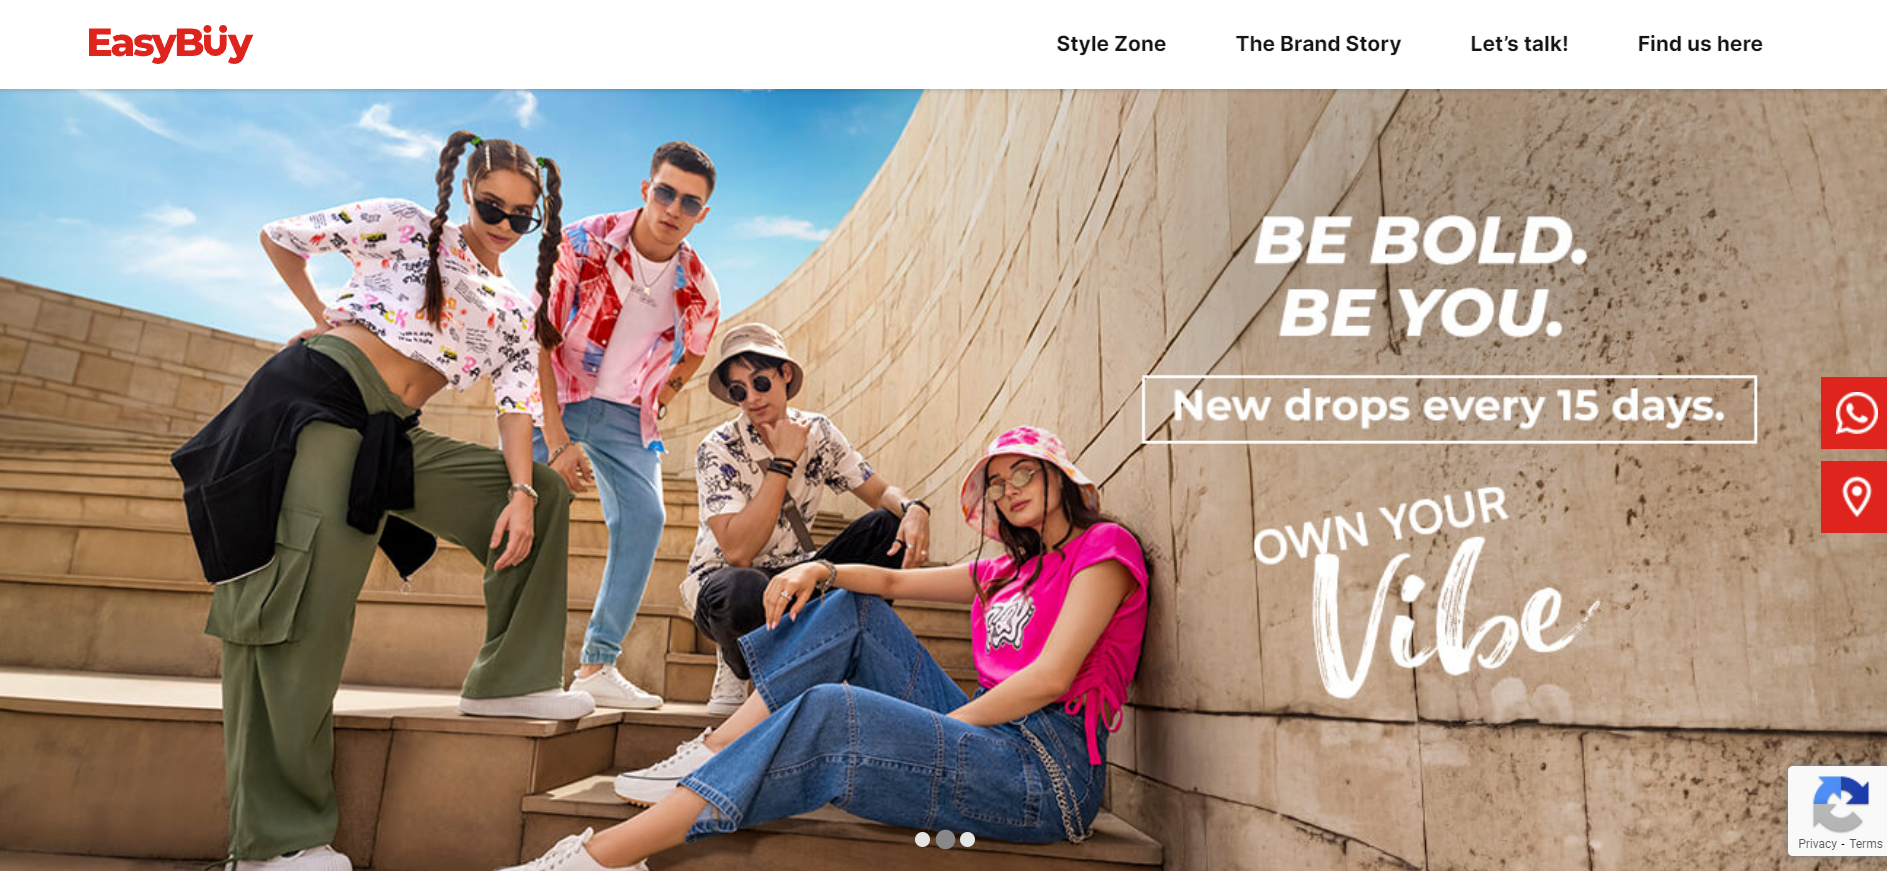 EasyBüy
Style Zone
The Brand Story
Let's talk!
Find us here
BE BOLD.
BE YOU.
New drops every 15 days.
OWN YOUR
Vibe
Privacy - Terms